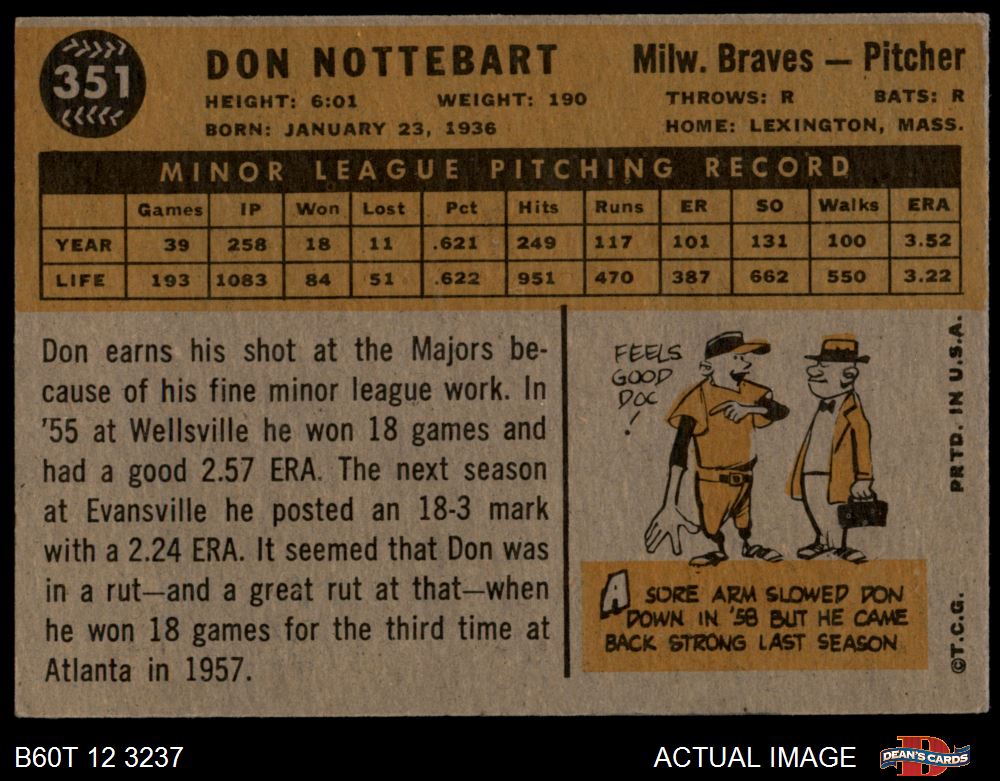 351
DON NOTTEBART
Milw. Braves — Pitcher
HEIGHT: 6:01 WEIGHT: 190 THROWS: R BATS: R
BORN: JANUARY 23, 1936 HOME: LEXINGTON, MASS.
MINOR LEAGUE PITCHING RECORD
Games IP Won Lost Pct Hits Runs ER SO Walks ERA
YEAR 39 258 18 11 .621 249 117 101 131 100 3.52
LIFE 193 1083 84 51 .622 951 470 387 662 550 3.22
Don earns his shot at the Majors be-
cause of his fine minor league work. In
'55 at Wellsville he won 18 games and
had a good 2.57 ERA. The next season
at Evansville he posted an 18-3 mark
with a 2.24 ERA. It seemed that Don was
in a rut—and a great rut at that—when
he won 18 games for the third time at
Atlanta in 1957.
FEELS
GOOD
DOC
!
A SORE ARM SLOWED DON
DOWN IN '58 BUT HE CAME
BACK STRONG LAST SEASON
©T.C.G. PRTD. IN U.S.A.
B60T 12 3237
ACTUAL IMAGE
DEAN'S CARDS